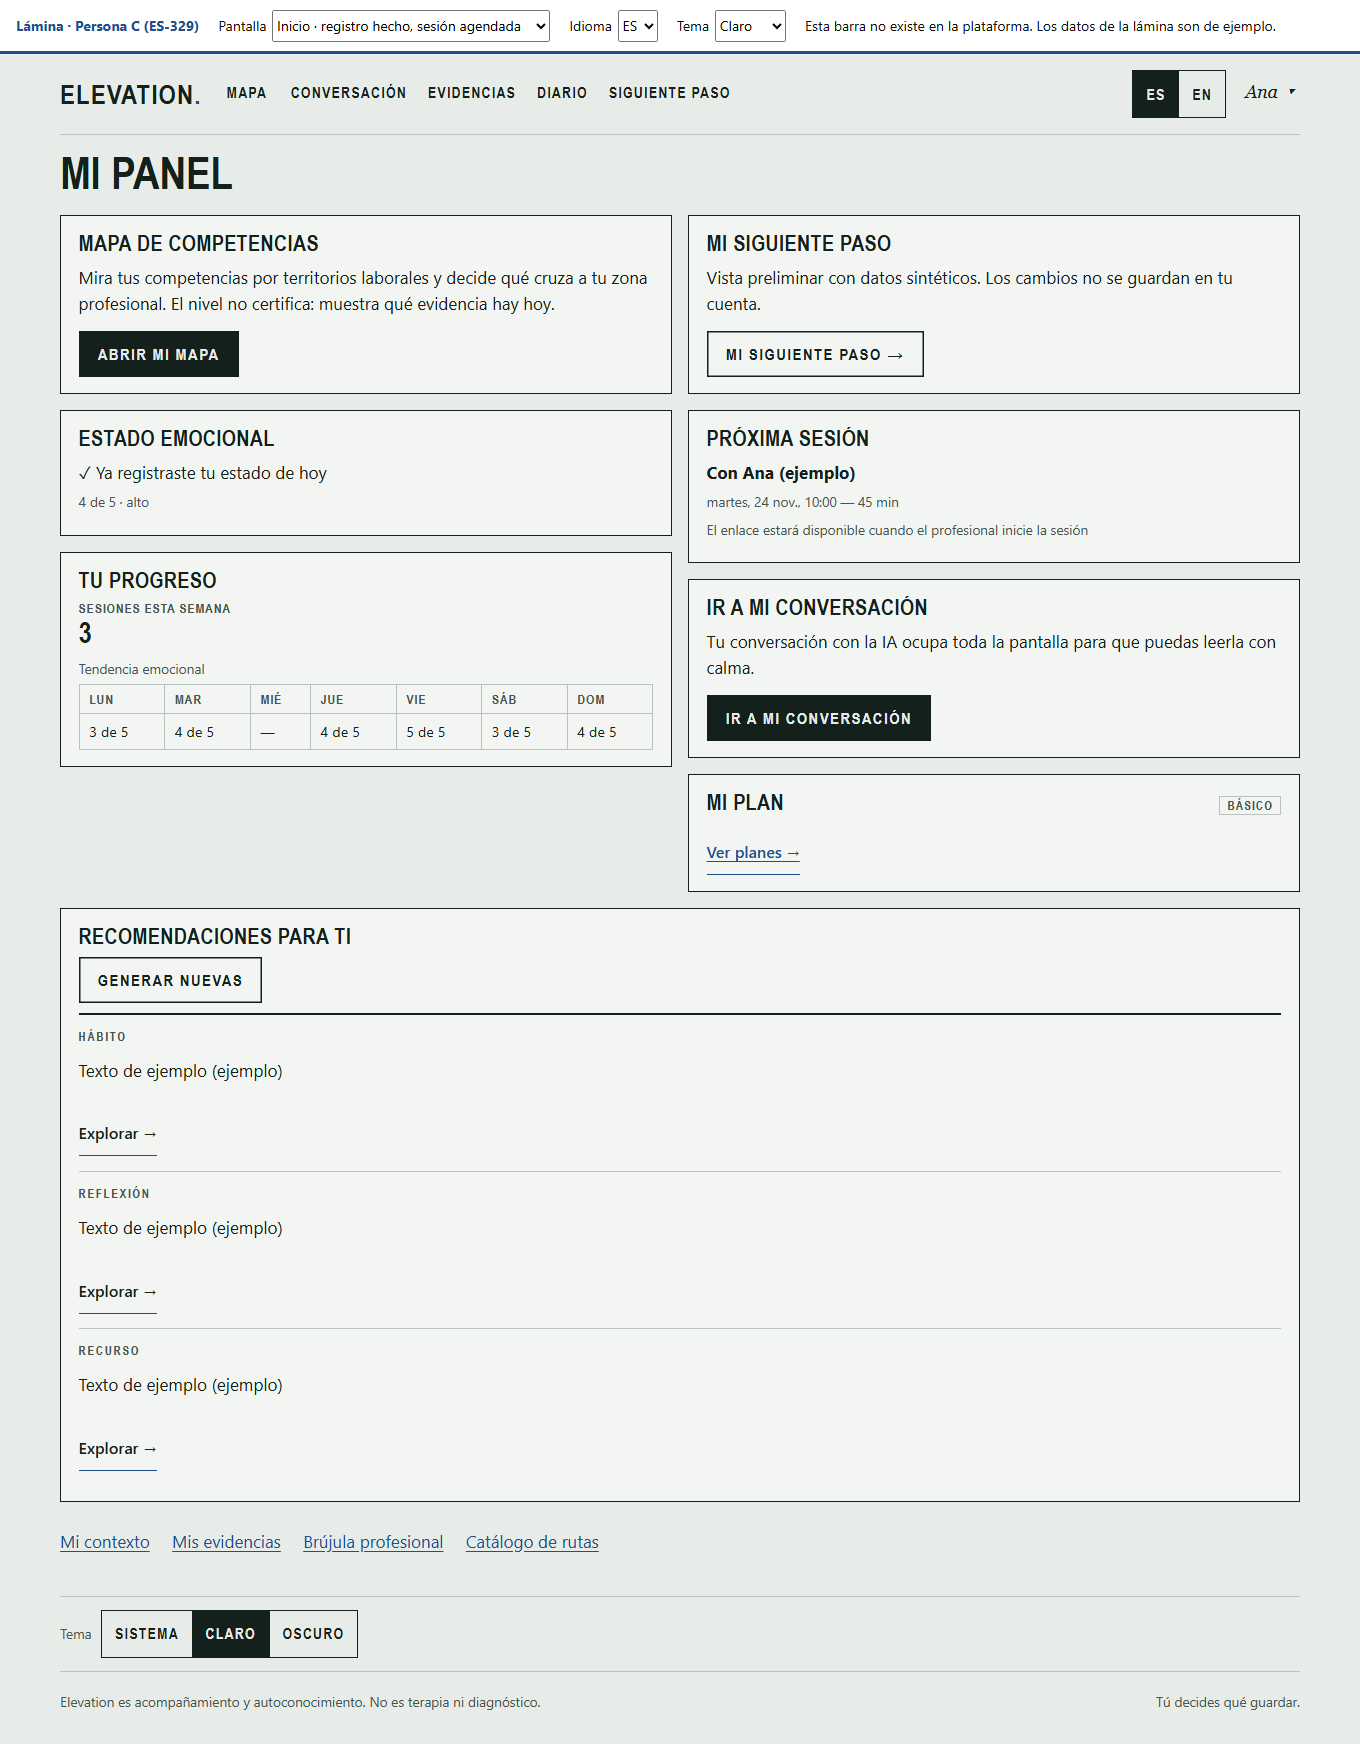 Lámina · Persona C (ES-329) Pantalla Inicio · registro hecho, sesión agendada Idioma ES Tema Claro Esta barra no existe en la plataforma. Los datos de la lámina son de ejemplo.
ELEVATION. MAPA CONVERSACIÓN EVIDENCIAS DIARIO SIGUIENTE PASO ES EN Ana
MI PANEL
MAPA DE COMPETENCIAS
Mira tus competencias por territorios laborales y decide qué cruza a tu zona
profesional. El nivel no certifica: muestra qué evidencia hay hoy.
ABRIR MI MAPA
MI SIGUIENTE PASO
Vista preliminar con datos sintéticos. Los cambios no se guardan en tu
cuenta.
MI SIGUIENTE PASO →
ESTADO EMOCIONAL
✓ Ya registraste tu estado de hoy
4 de 5 · alto
PRÓXIMA SESIÓN
Con Ana (ejemplo)
martes, 24 nov., 10:00 — 45 min
El enlace estará disponible cuando el profesional inicie la sesión
TU PROGRESO
SESIONES ESTA SEMANA
3
Tendencia emocional
LUN MAR MIÉ JUE VIE SÁB DOM
3 de 5 4 de 5 — 4 de 5 5 de 5 3 de 5 4 de 5
IR A MI CONVERSACIÓN
Tu conversación con la IA ocupa toda la pantalla para que puedas leerla con
calma.
IR A MI CONVERSACIÓN
MI PLAN BÁSICO
Ver planes →
RECOMENDACIONES PARA TI
GENERAR NUEVAS
HÁBITO
Texto de ejemplo (ejemplo)
Explorar →
REFLEXIÓN
Texto de ejemplo (ejemplo)
Explorar →
RECURSO
Texto de ejemplo (ejemplo)
Explorar →
Mi contexto Mis evidencias Brújula profesional Catálogo de rutas
Tema SISTEMA CLARO OSCURO
Elevation es acompañamiento y autoconocimiento. No es terapia ni diagnóstico. Tú decides qué guardar.